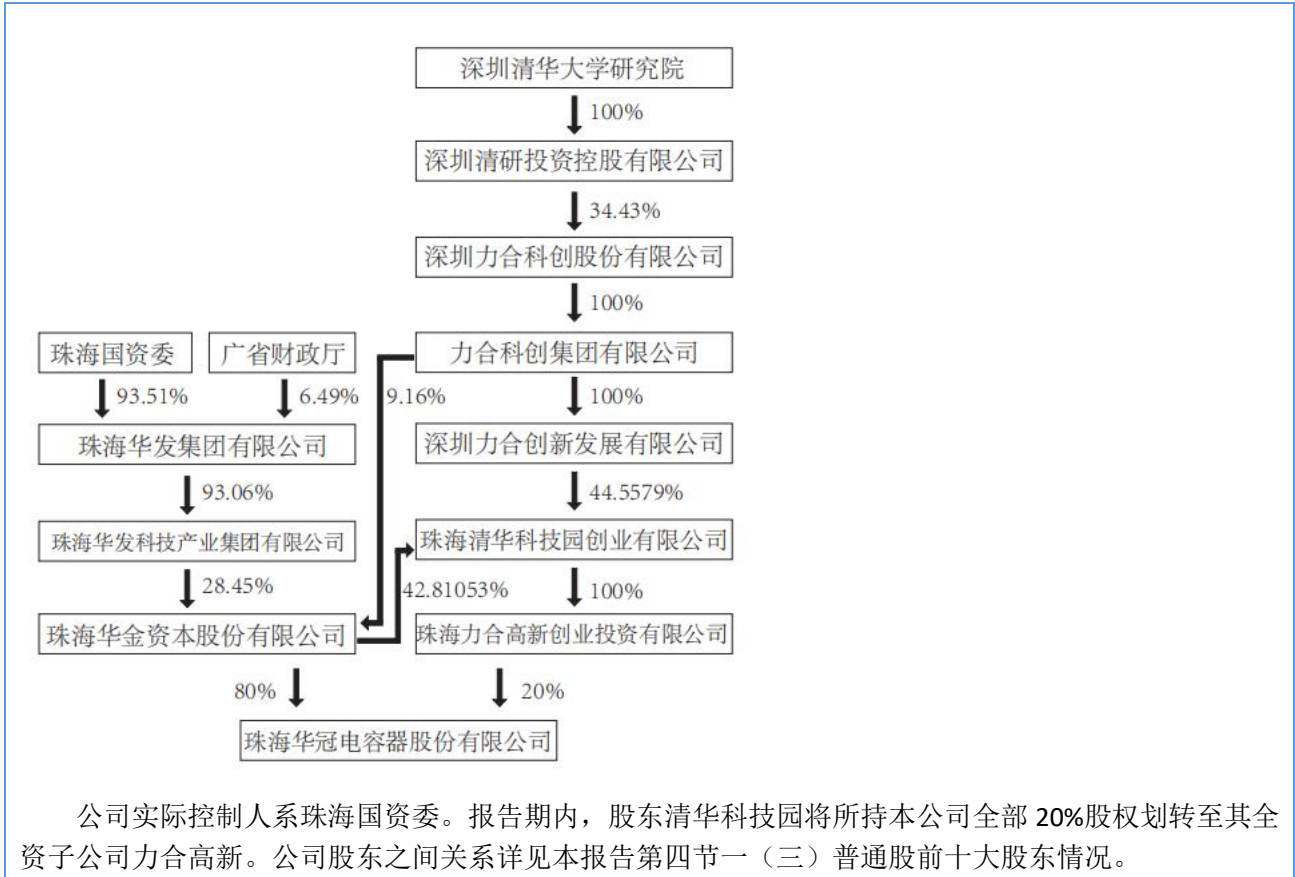 深圳清华大学研究院
100%
深圳清研投资控股有限公司
34.43%
深圳力合科创股份有限公司
100%
珠海国资委 广省财政厅 力合科创集团有限公司
93.51% 6.49% 9.16% 100%
珠海华发集团有限公司 深圳力合创新发展有限公司
93.06% 44.5579%
珠海华发科技产业集团有限公司 珠海清华科技园创业有限公司
28.45% 42.81053% 100%
珠海华金资本股份有限公司 珠海力合高新创业投资有限公司
80% 20%
珠海华冠电容器股份有限公司
公司实际控制人系珠海国资委。报告期内，股东清华科技园将所持本公司全部 20%股权划转至其全
资子公司力合高新。公司股东之间关系详见本报告第四节一（三）普通股前十大股东情况。